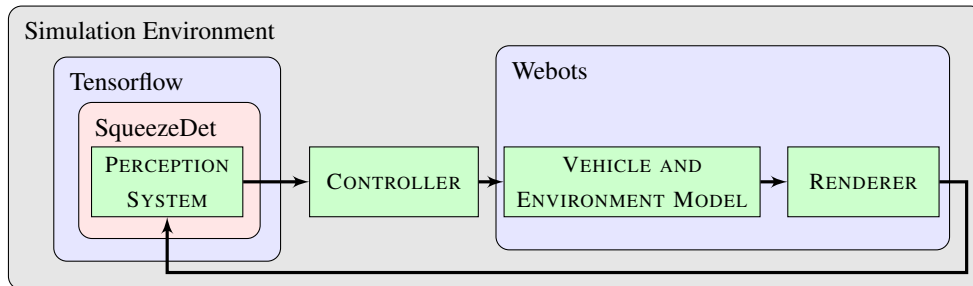 Simulation Environment
Tensorflow
Webots
SqueezeDet
PERCEPTION
SYSTEM
CONTROLLER
VEHICLE AND
ENVIRONMENT MODEL
RENDERER